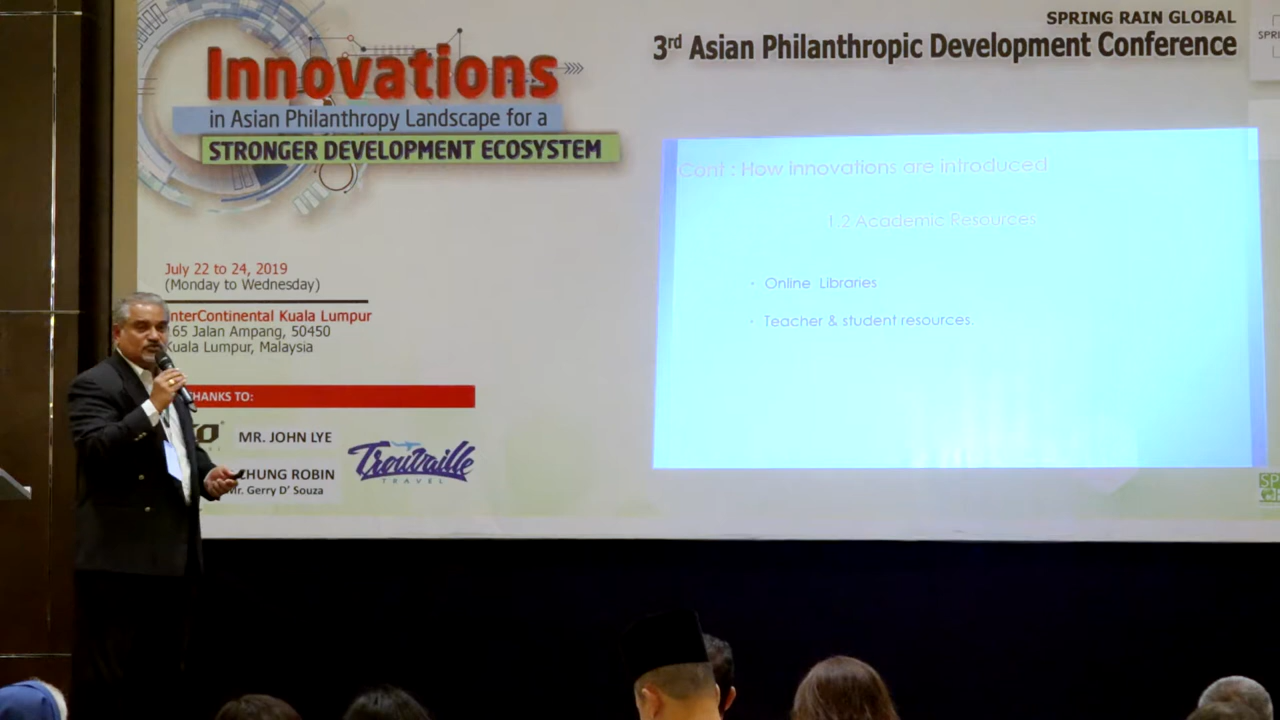 Innovations
in Asian Philanthropy Landscape for a
STRONGER DEVELOPMENT ECOSYSTEM
July 22 to 24, 2019
(Monday to Wednesday)
InterContinental Kuala Lumpur
165 Jalan Ampang, 50450
Kuala Lumpur, Malaysia
THANKS TO:
MR. JOHN LYE
ROBIN
Mr. Gerry D' Souza
Trouvaille
TRAVEL
SPRING RAIN GLOBAL
3rd Asian Philanthropic Development Conference
Cont : How innovations are introduced
1.2 Academic Resources
· Online Libraries
· Teacher & student resources.